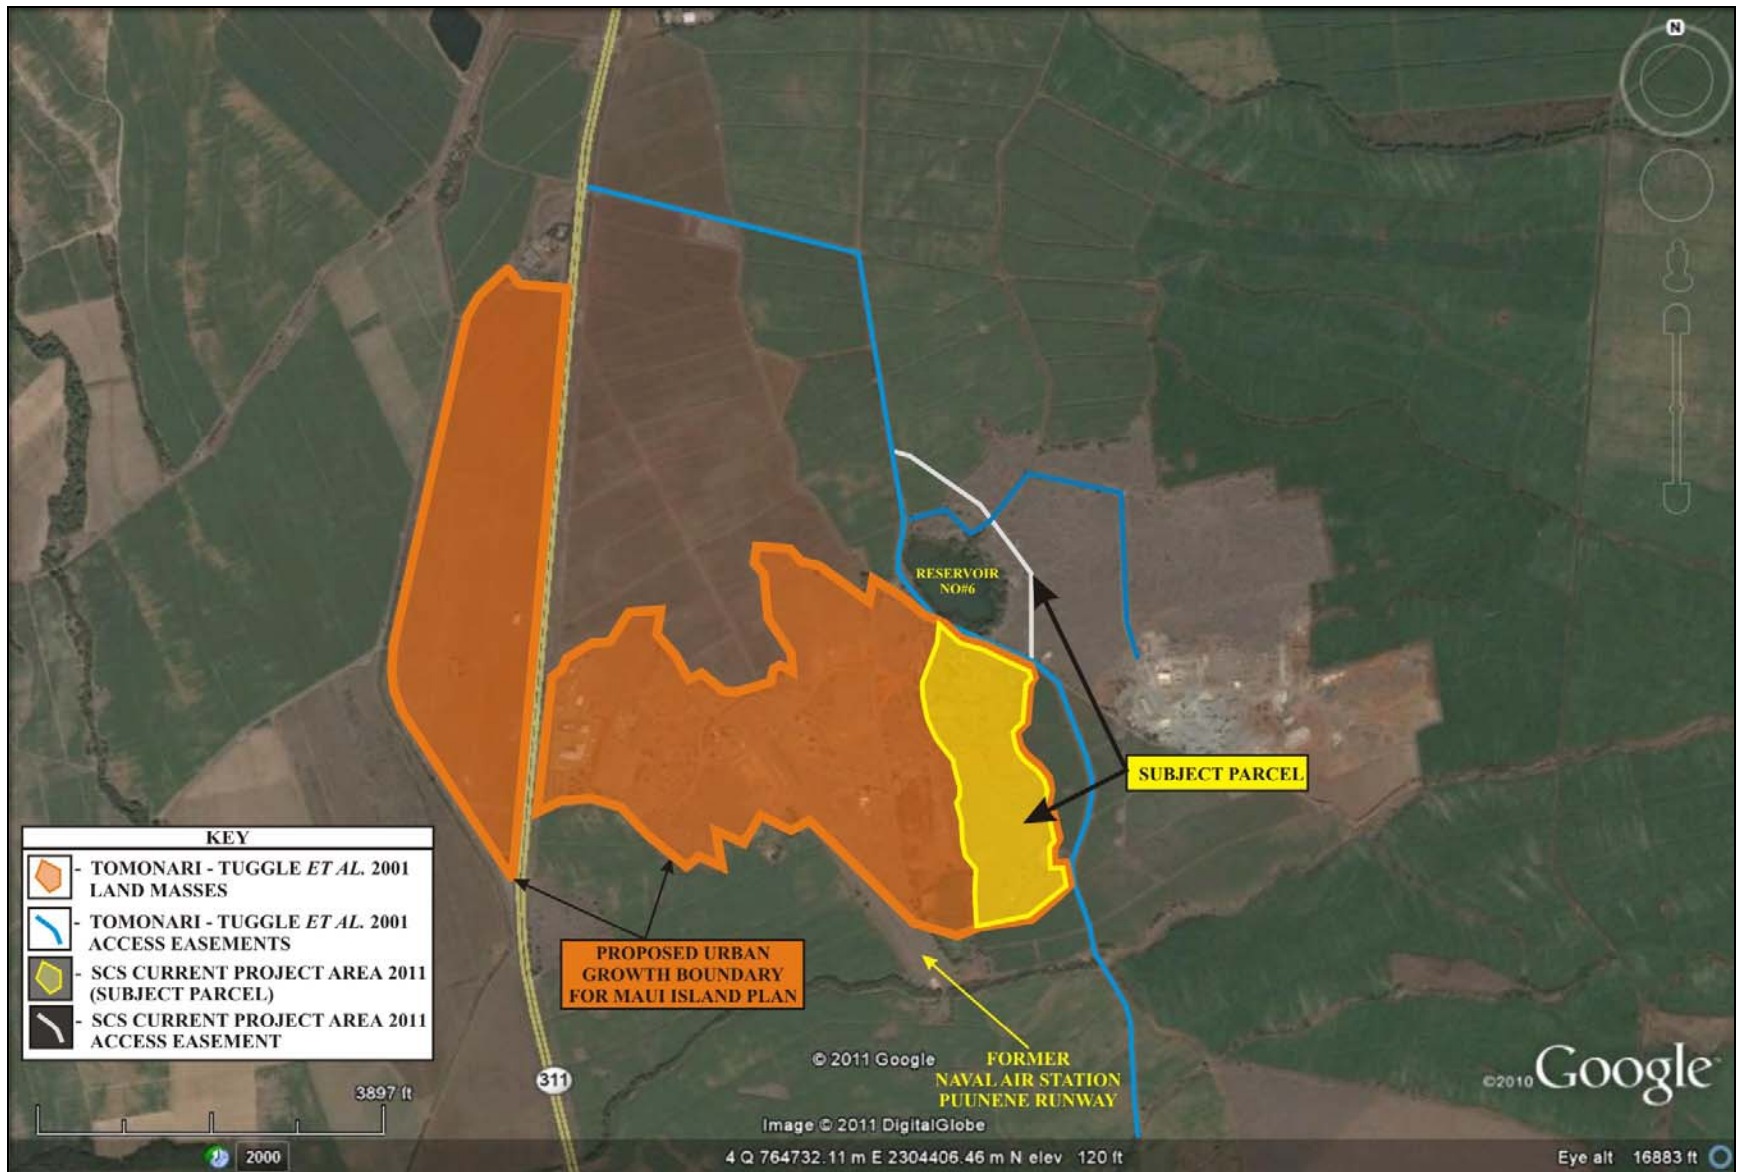 N
RESERVOIR
NO#6
SUBJECT PARCEL
KEY
- TOMONARI - TUGGLE ET AL. 2001
LAND MASSES
- TOMONARI - TUGGLE ET AL. 2001
ACCESS EASEMENTS
- SCS CURRENT PROJECT AREA 2011
(SUBJECT PARCEL)
- SCS CURRENT PROJECT AREA 2011
ACCESS EASEMENT
PROPOSED URBAN
GROWTH BOUNDARY
FOR MAUI ISLAND PLAN
FORMER
NAVAL AIR STATION
PUUNENE RUNWAY
© 2011 Google
311
3897 ft
©2010 Google
Image © 2011 DigitalGlobe
2000
4 Q 764732.11 m E 2304406.46 m N elev 120 ft
Eye alt 16883 ft